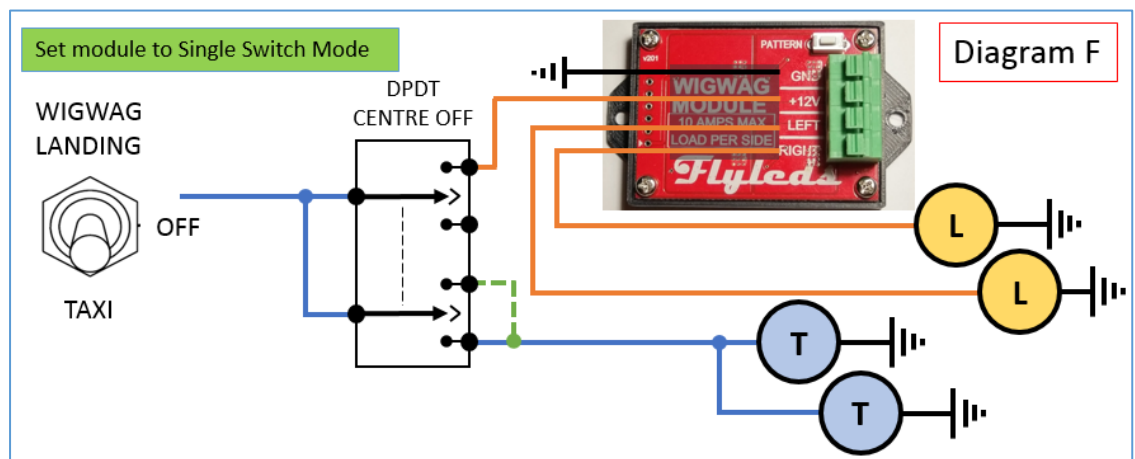 Set module to Single Switch Mode
Diagram F
WIGWAG
LANDING
OFF
TAXI
DPDT
CENTRE OFF
PATTERN
v201
GND
WIGWAG
MODULE
+12V
10 AMPS MAX
LEFT
LOAD PER SIDE
RIGHT
Flyleds
L
L
T
T